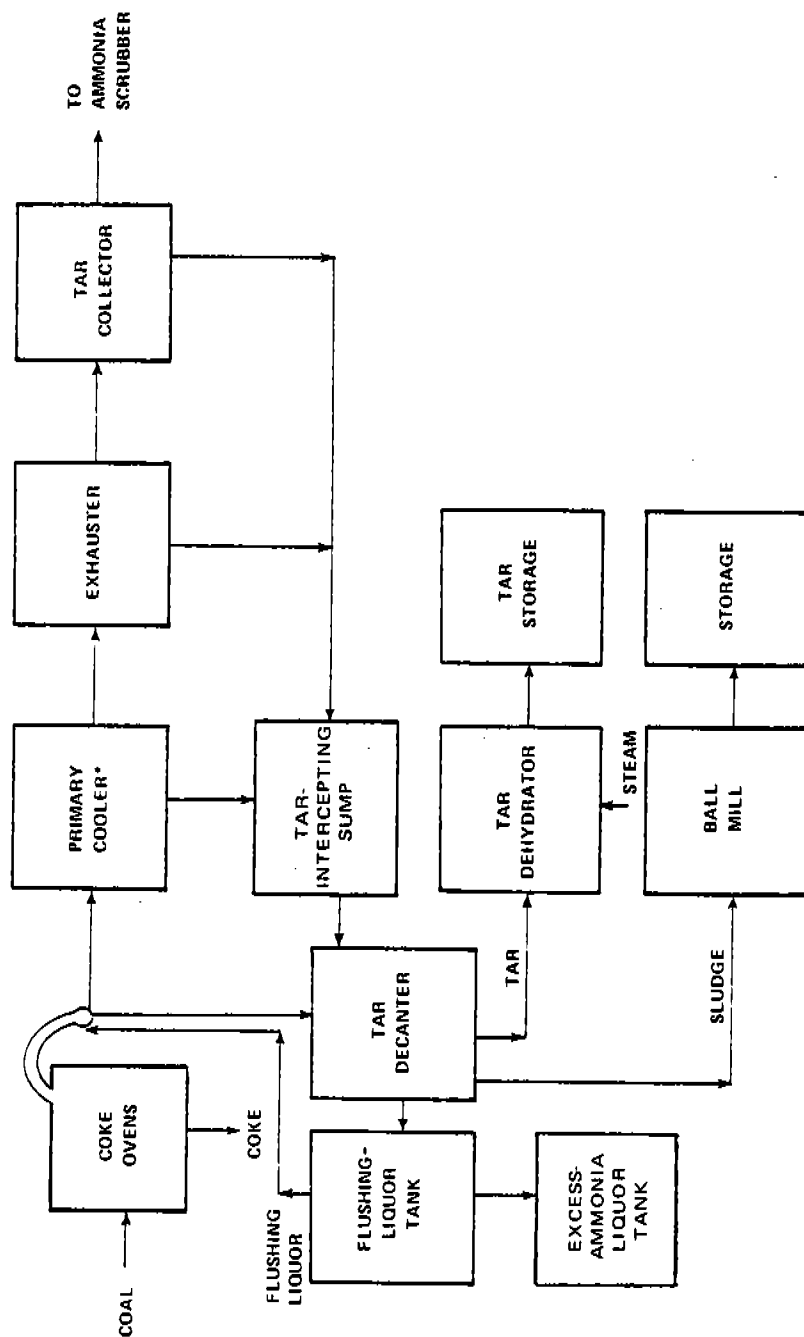 COAL
COKE
OVENS
COKE
PRIMARY
COOLER*
EXHAUSTER
TAR
COLLECTOR
TO
AMMONIA
SCRUBBER
FLUSHING
LIQUOR
TAR-
INTERCEPTING
SUMP
FLUSHING-
LIQUOR
TANK
TAR
DECANTER
TAR
TAR
DEHYDRATOR
TAR
STORAGE
STEAM
EXCESS-
AMMONIA
LIQUOR
TANK
SLUDGE
BALL
MILL
STORAGE